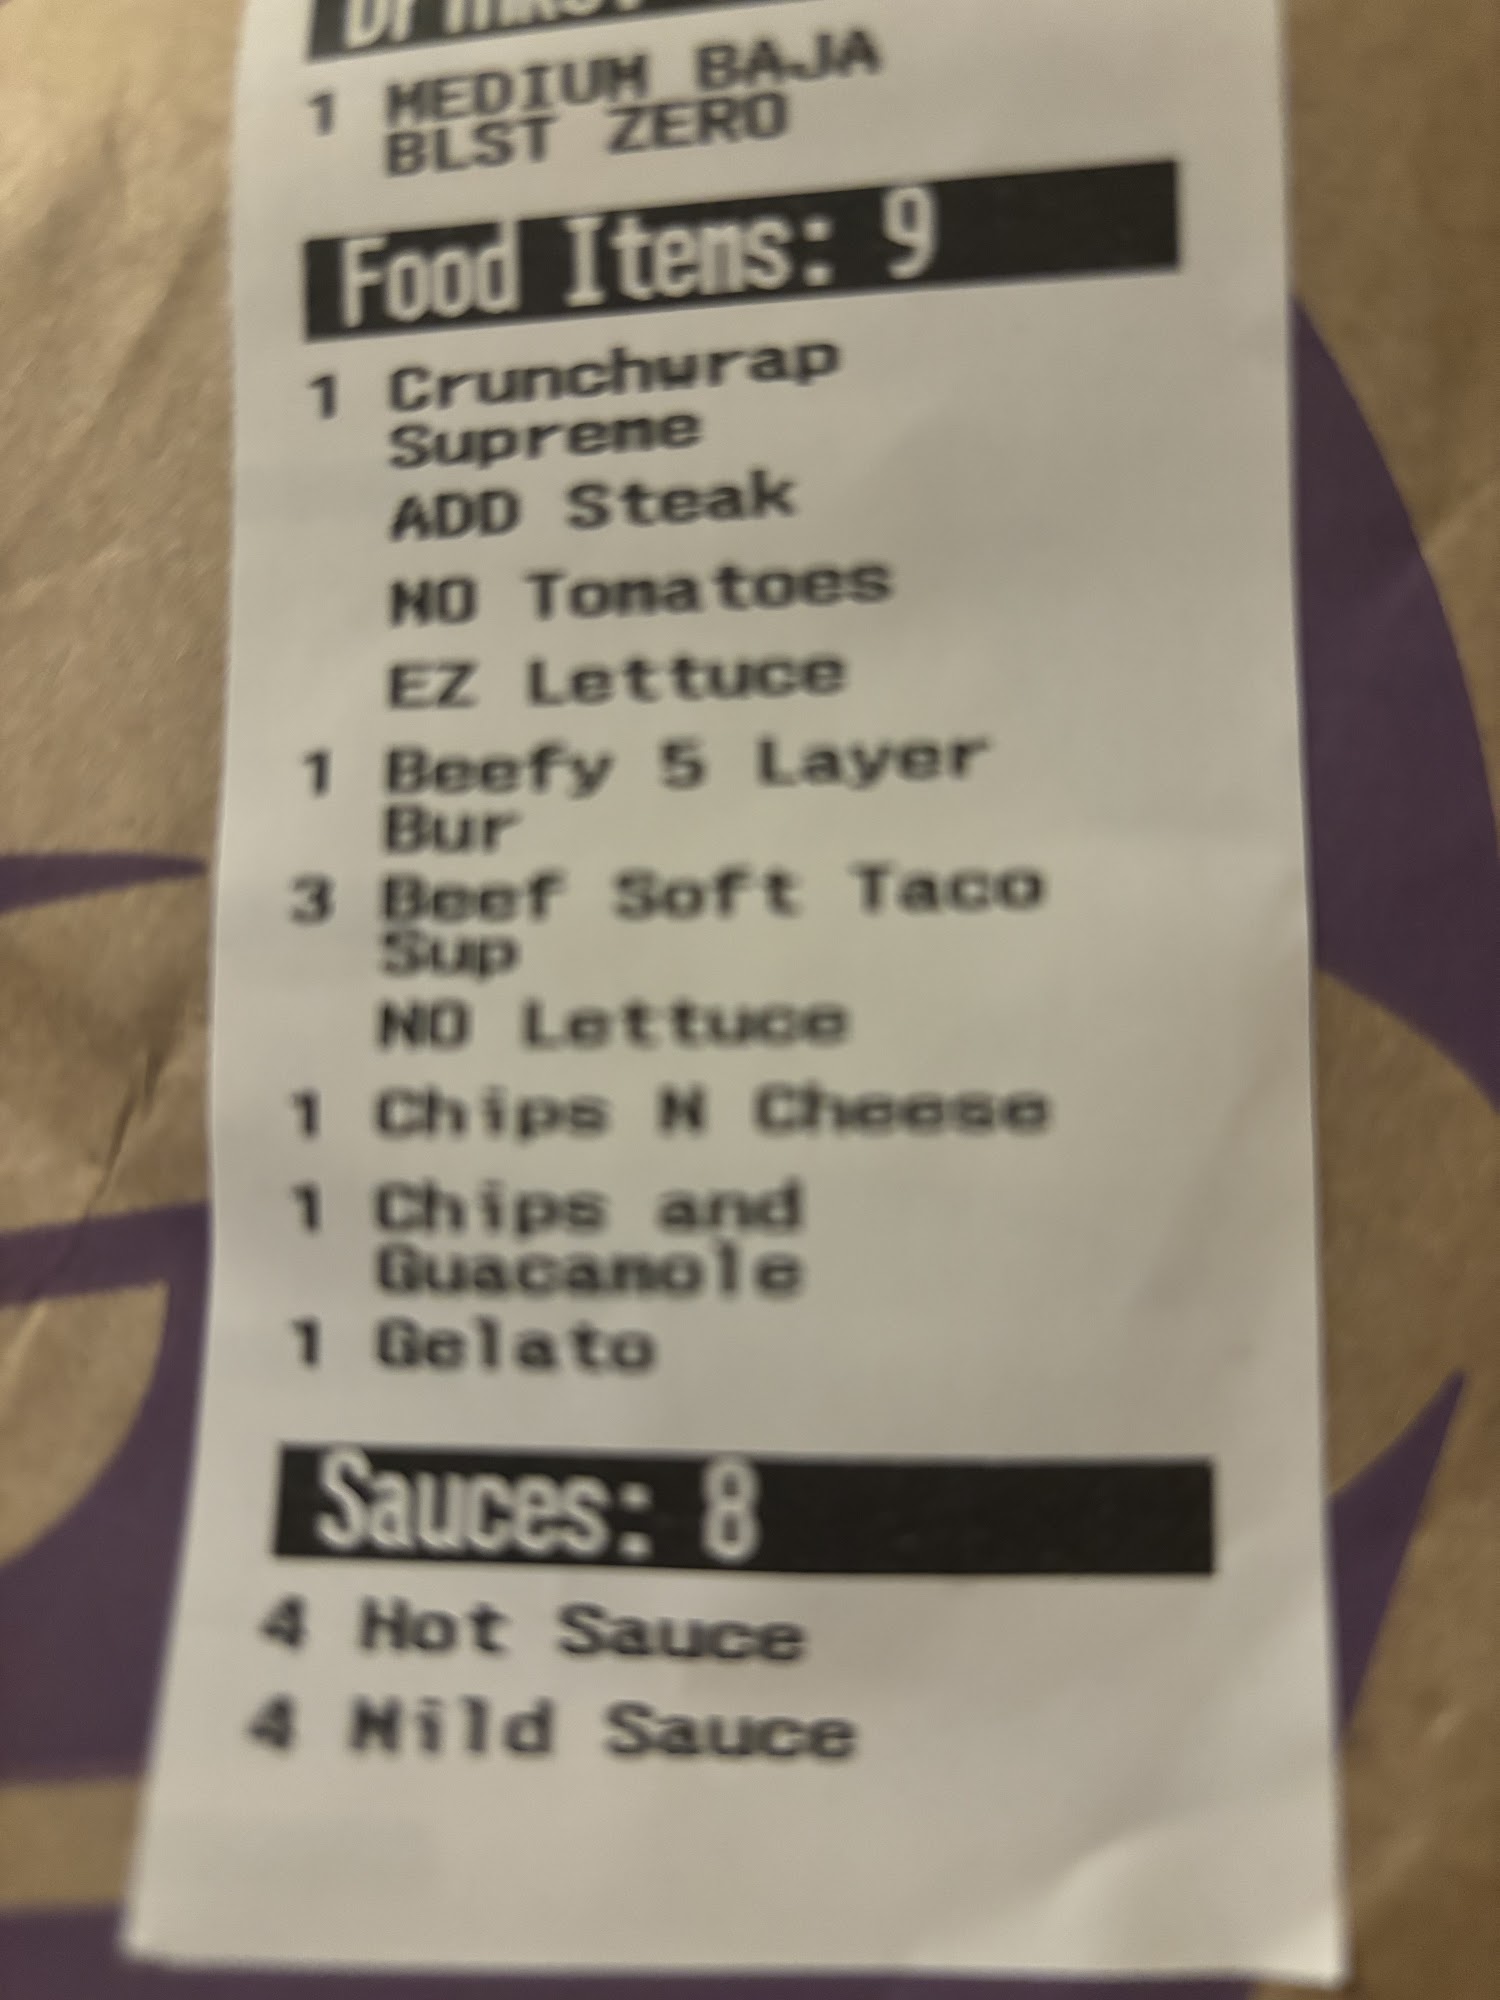 Drinks:
1 MEDIUM BAJA
BLST ZERO
Food Items: 9
1 Crunchwrap
Supreme
ADD Steak
NO Tomatoes
EZ Lettuce
1 Beefy 5 Layer
Bur
3 Beef Soft Taco
Sup
NO Lettuce
1 Chips N Cheese
1 Chips and
Guacamole
1 Gelato
Sauces: 8
4 Hot Sauce
4 Mild Sauce